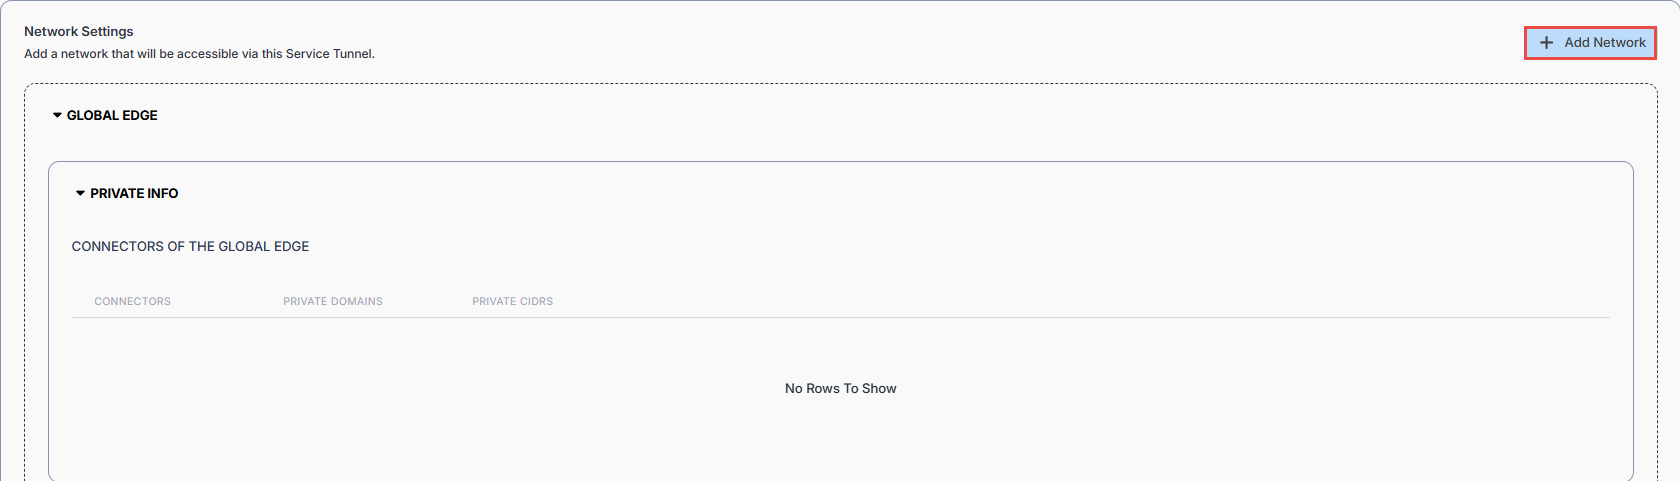 Network Settings
Add a network that will be accessible via this Service Tunnel.
Add Network
GLOBAL EDGE
PRIVATE INFO
CONNECTORS OF THE GLOBAL EDGE
CONNECTORS PRIVATE DOMAINS PRIVATE CIDRS
No Rows To Show